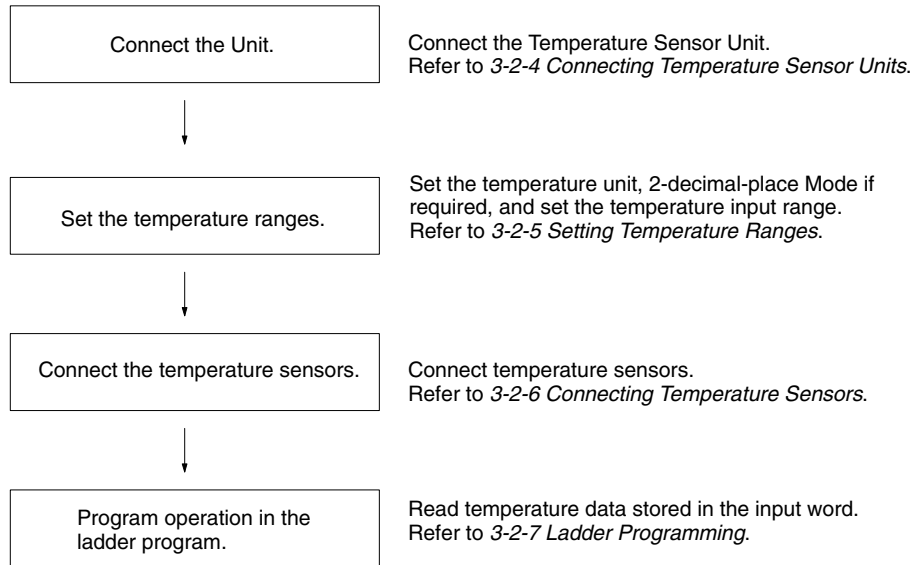 Connect the Unit.
Connect the Temperature Sensor Unit.
Refer to 3-2-4 Connecting Temperature Sensor Units.
Set the temperature ranges.
Set the temperature unit, 2-decimal-place Mode if
required, and set the temperature input range.
Refer to 3-2-5 Setting Temperature Ranges.
Connect the temperature sensors.
Connect temperature sensors.
Refer to 3-2-6 Connecting Temperature Sensors.
Program operation in the
ladder program.
Read temperature data stored in the input word.
Refer to 3-2-7 Ladder Programming.